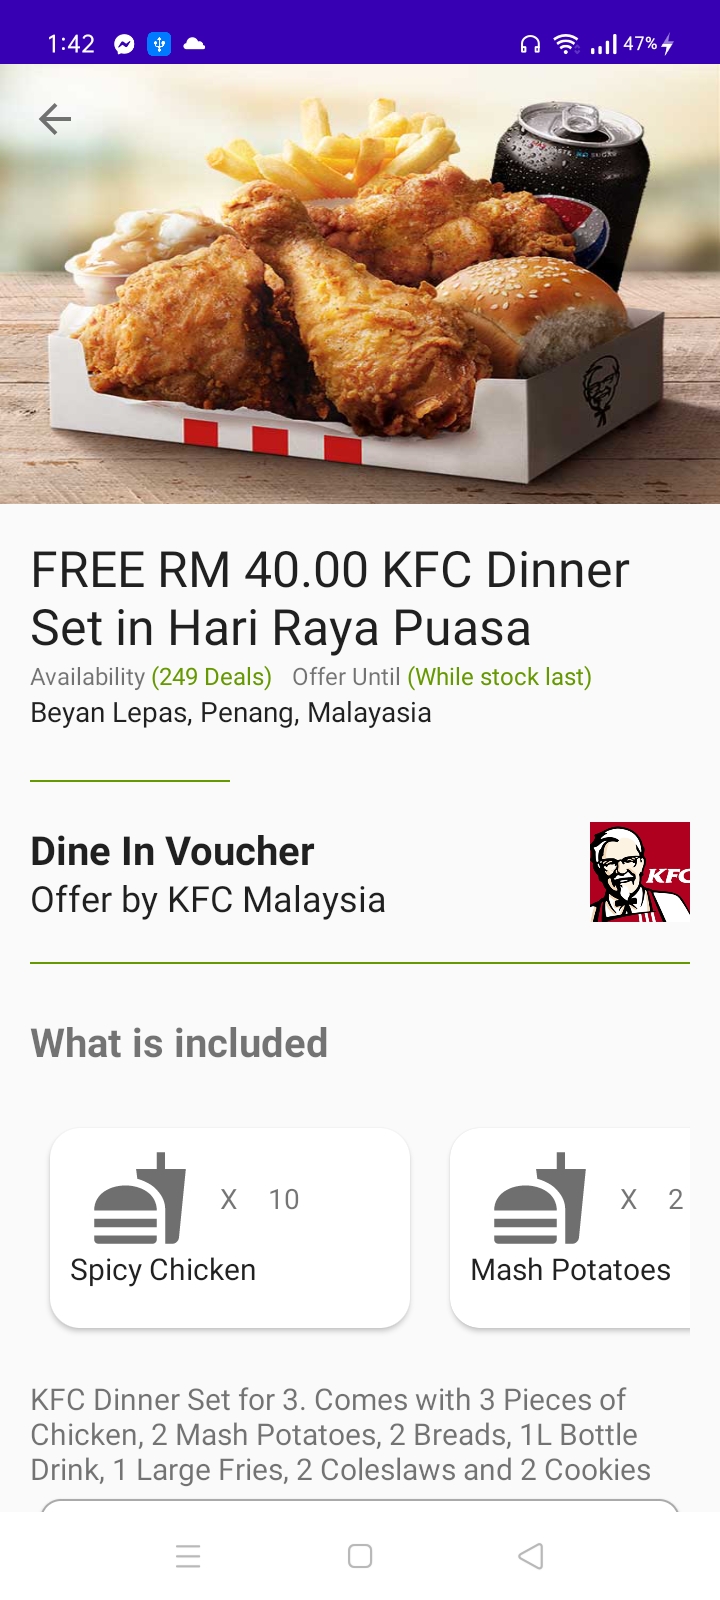 1:42
47%
FREE RM 40.00 KFC Dinner
Set in Hari Raya Puasa
Availability (249 Deals) Offer Until (While stock last)
Beyan Lepas, Penang, Malayasia
Dine In Voucher
Offer by KFC Malaysia
KFC
What is included
X 10
Spicy Chicken
X 2
Mash Potatoes
KFC Dinner Set for 3. Comes with 3 Pieces of
Chicken, 2 Mash Potatoes, 2 Breads, 1L Bottle
Drink, 1 Large Fries, 2 Coleslaws and 2 Cookies